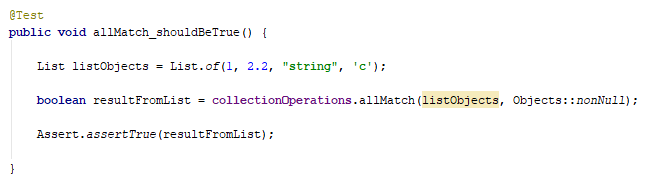 @Test
public void allMatch_shouldBeTrue() {
List listObjects = List.of(1, 2.2, "string", 'c');
boolean resultFromList = collectionOperations.allMatch(listObjects, Objects::nonNull);
Assert.assertTrue(resultFromList);
}